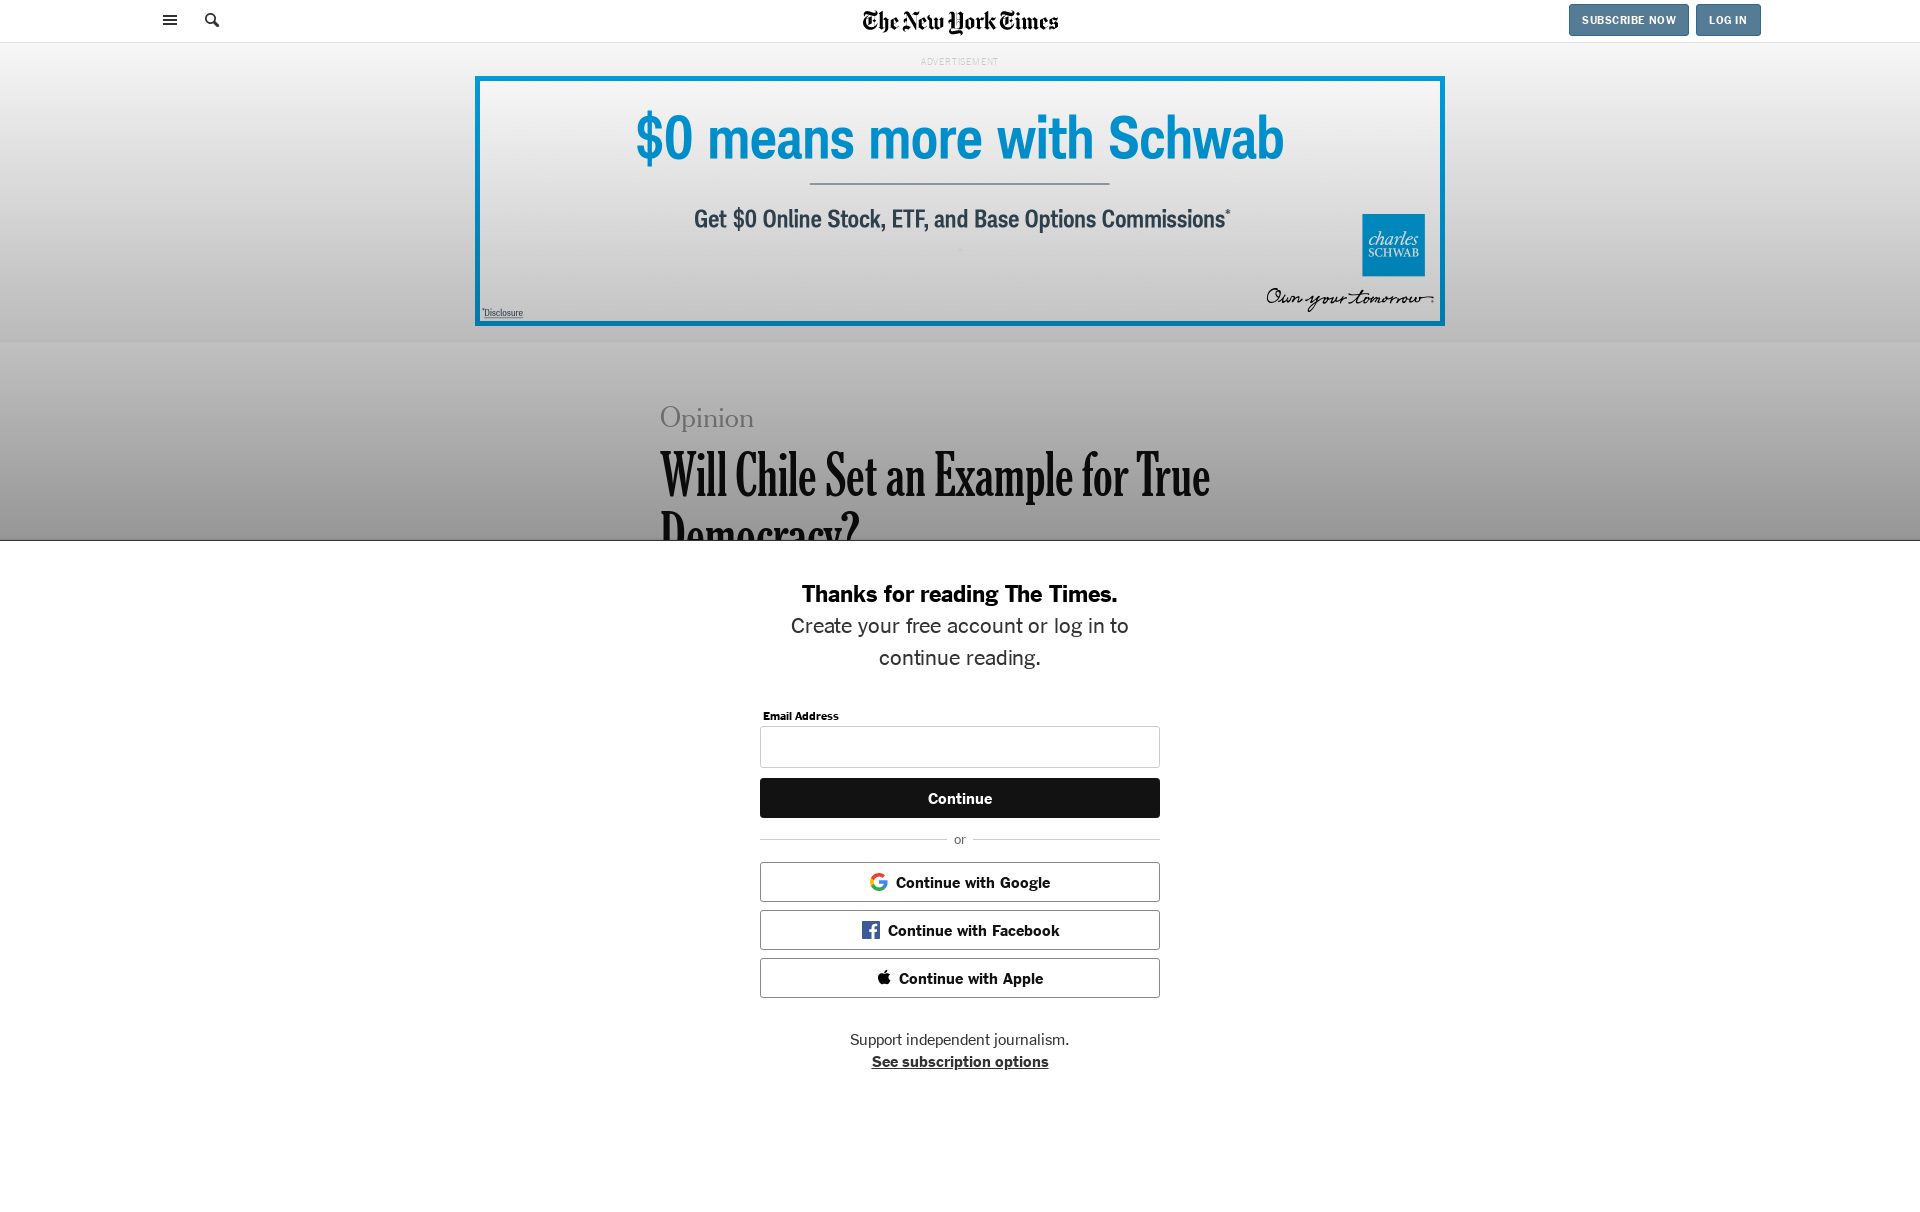 The New York Times
SUBSCRIBE NOW
LOG IN
ADVERTISEMENT
$0 means more with Schwab
Get $0 Online Stock, ETF, and Base Options Commissions*
charles
SCHWAB
Own your tomorrow
*Disclosure
Opinion
Will Chile Set an Example for True
Democracy?
Thanks for reading The Times.
Create your free account or log in to
continue reading.
Email Address
Continue
or
Continue with Google
Continue with Facebook
Continue with Apple
Support independent journalism.
See subscription options